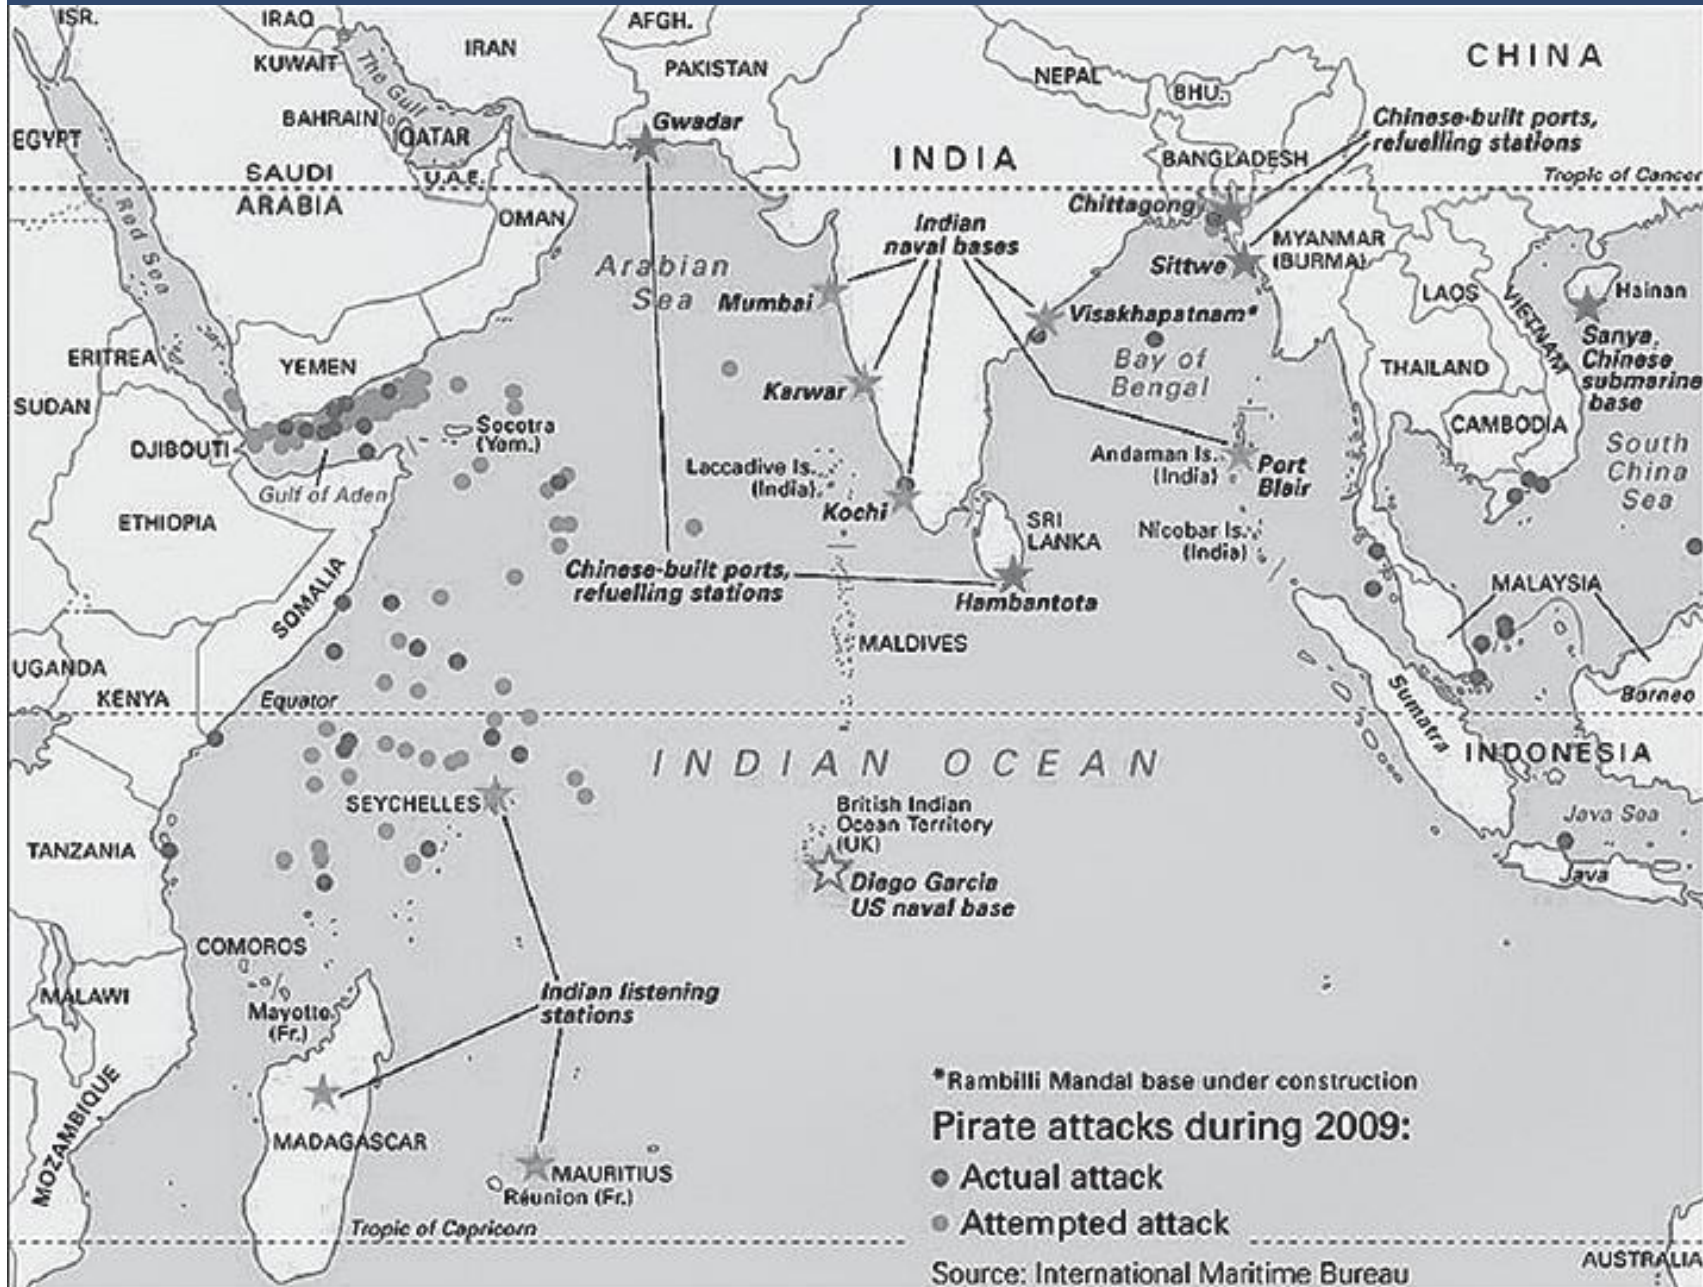 ISR.
IRAQ
KUWAIT
IRAN
AFGH.
PAKISTAN
NEPAL
BHU.
CHINA
The Gulf
BAHRAIN
QATAR
EGYPT
SAUDI
ARABIA
U.A.E.
OMAN
Gwadar
INDIA
BANGLADESH
Chinese-built ports,
refuelling stations
Tropic of Cancer
Red Sea
Arabian
Sea
Indian
naval bases
Chittagong
Sittwe
MYANMAR
(BURMA)
LAOS
VIETNAM
Hainan
Sanya,
Chinese
submarine
base
Mumbai
Visakhapatnam*
Bay of
Bengal
THAILAND
CAMBODIA
South
China
Sea
ERITREA
YEMEN
SUDAN
DJIBOUTI
Gulf of Aden
Socotra
(Yem.)
Karwar
Laccadive Is.
(India)
Kochi
Andaman Is.
(India)
Port
Blair
Nicobar Is.
(India)
SRI
LANKA
ETHIOPIA
SOMALIA
Chinese-built ports,
refuelling stations
Hambantota
MALDIVES
MALAYSIA
UGANDA
KENYA
Equator
Sumatra
Borneo
INDIAN OCEAN
INDONESIA
SEYCHELLES
British Indian
Ocean Territory
(UK)
Diego Garcia
US naval base
Java Sea
Java
TANZANIA
COMOROS
Mayotte
(Fr.)
MALAWI
MOZAMBIQUE
Indian listening
stations
MADAGASCAR
MAURITIUS
Réunion (Fr.)
Tropic of Capricorn
*Rambilli Mandal base under construction
Pirate attacks during 2009:
Actual attack
Attempted attack
Source: International Maritime Bureau
AUSTRALIA